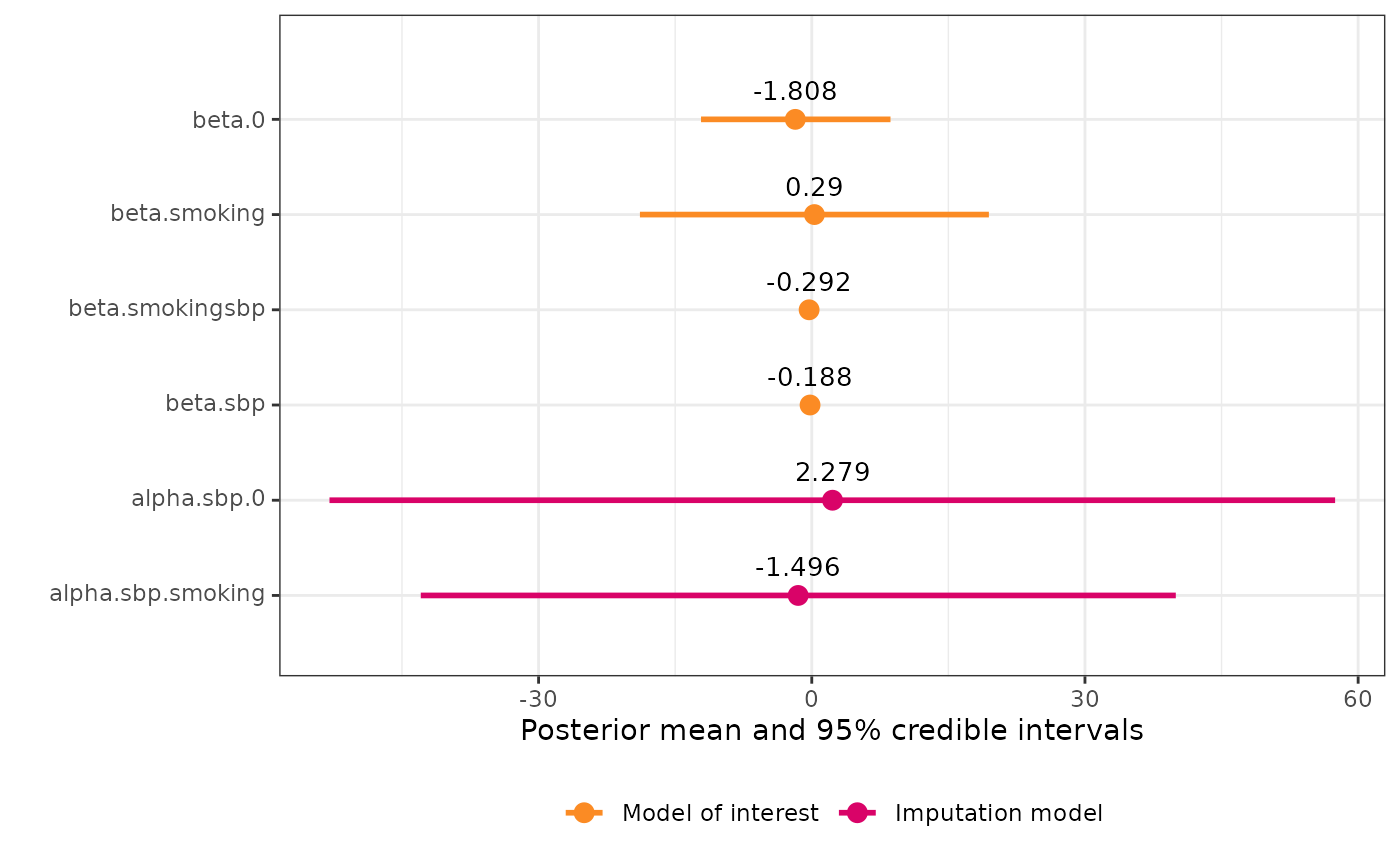 -1.808
beta.0
0.29
beta.smoking
-0.292
beta.smokingsbp
-0.188
beta.sbp
2.279
alpha.sbp.0
-1.496
alpha.sbp.smoking
-30 0 30 60
Posterior mean and 95% credible intervals
Model of interest Imputation model